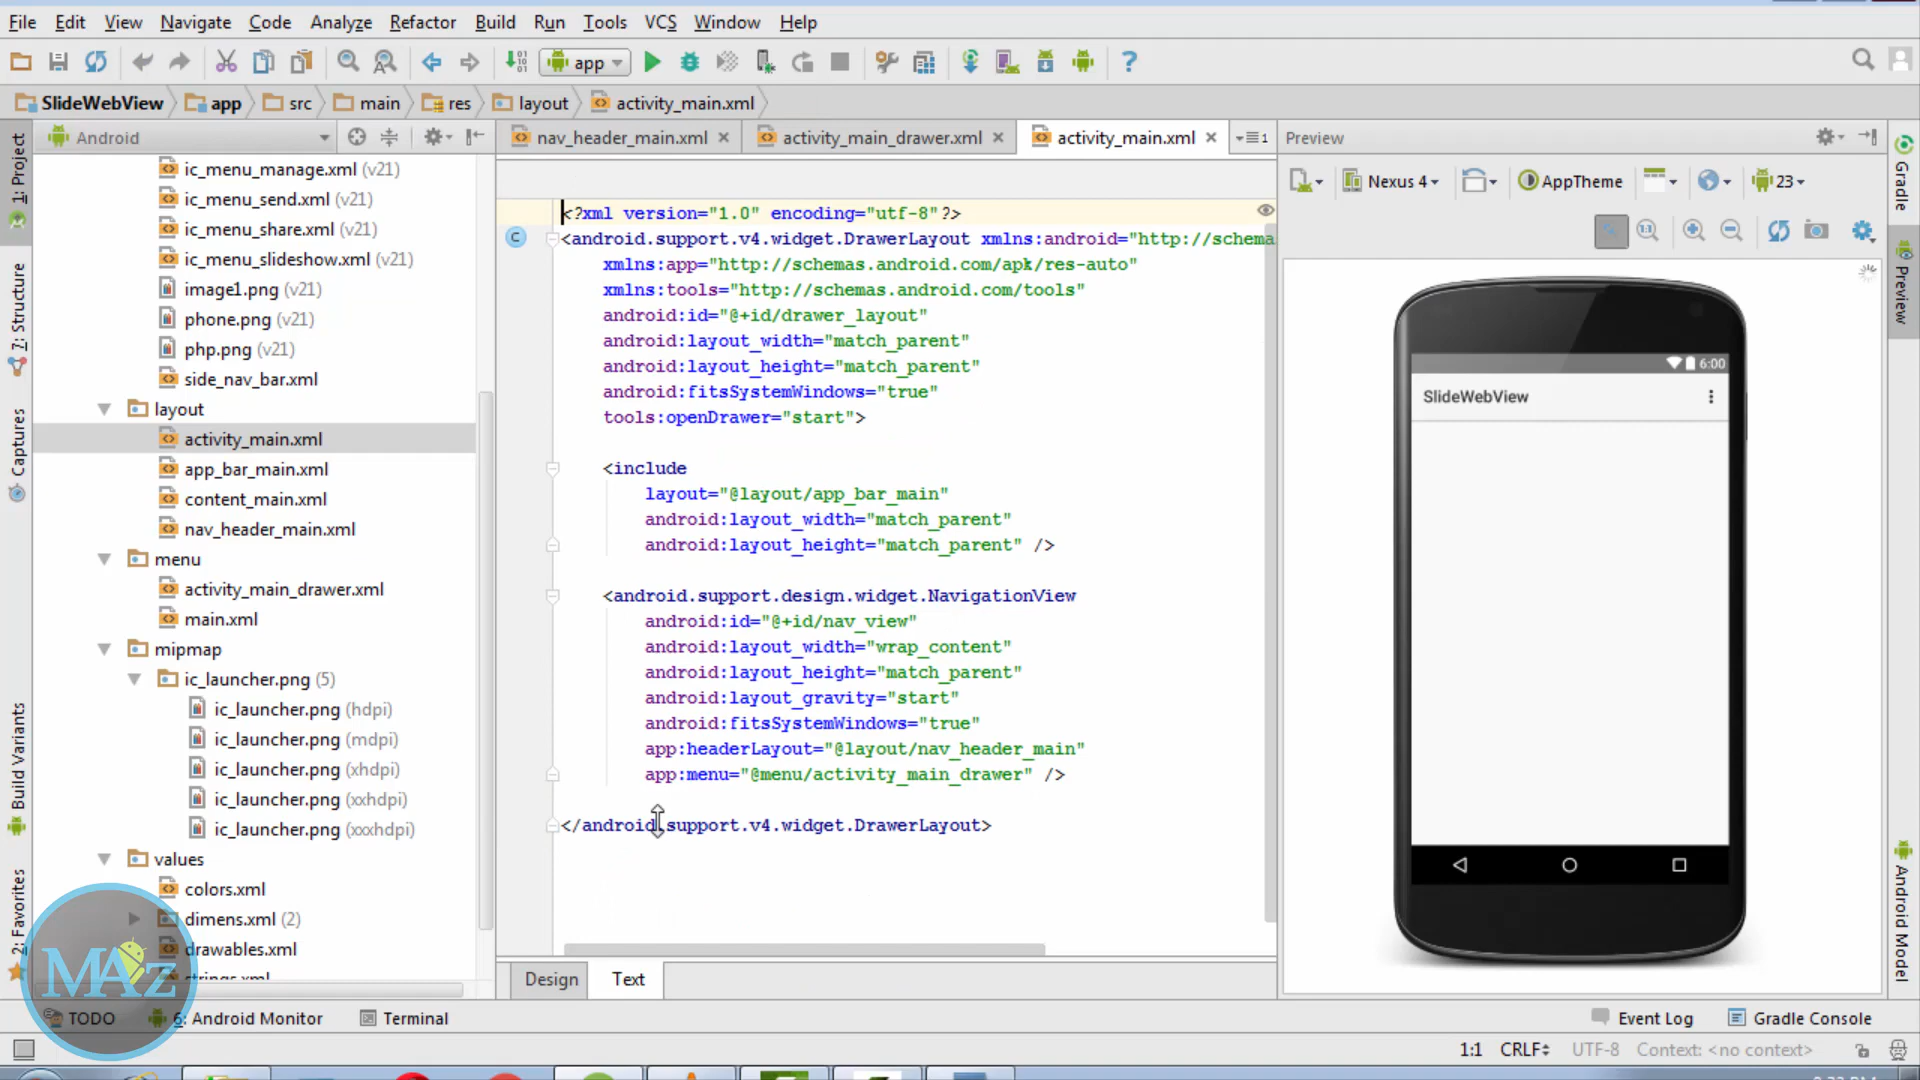 File Edit View Navigate Code Analyze Refactor Build Run Tools VCS Window Help
app
SlideWebView app src main res layout activity_main.xml
Android
nav_header_main.xml activity_main_drawer.xml activity_main.xml
Preview
1: Project
7: Structure
Captures
Build Variants
2: Favorites
ic_menu_manage.xml (v21)
ic_menu_send.xml (v21)
ic_menu_share.xml (v21)
ic_menu_slideshow.xml (v21)
image1.png (v21)
phone.png (v21)
php.png (v21)
side_nav_bar.xml
layout
activity_main.xml
app_bar_main.xml
content_main.xml
nav_header_main.xml
menu
activity_main_drawer.xml
main.xml
mipmap
ic_launcher.png (5)
ic_launcher.png (hdpi)
ic_launcher.png (mdpi)
ic_launcher.png (xhdpi)
ic_launcher.png (xxhdpi)
ic_launcher.png (xxxhdpi)
values
colors.xml
dimens.xml (2)
drawables.xml
strings.xml
MAz
<?xml version="1.0" encoding="utf-8"?>
<android.support.v4.widget.DrawerLayout xmlns:android="http://schema
xmlns:app="http://schemas.android.com/apk/res-auto"
xmlns:tools="http://schemas.android.com/tools"
android:id="@+id/drawer_layout"
android:layout_width="match_parent"
android:layout_height="match_parent"
android:fitsSystemWindows="true"
tools:openDrawer="start">
<include
layout="@layout/app_bar_main"
android:layout_width="match_parent"
android:layout_height="match_parent" />
<android.support.design.widget.NavigationView
android:id="@+id/nav_view"
android:layout_width="wrap_content"
android:layout_height="match_parent"
android:layout_gravity="start"
android:fitsSystemWindows="true"
app:headerLayout="@layout/nav_header_main"
app:menu="@menu/activity_main_drawer" />
</android.support.v4.widget.DrawerLayout>
Design Text
Nexus 4 AppTheme 23
6:00
SlideWebView
Gradle
Preview
Android Model
TODO 6: Android Monitor Terminal Event Log Gradle Console
1:1 CRLF UTF-8 Context: <no context>